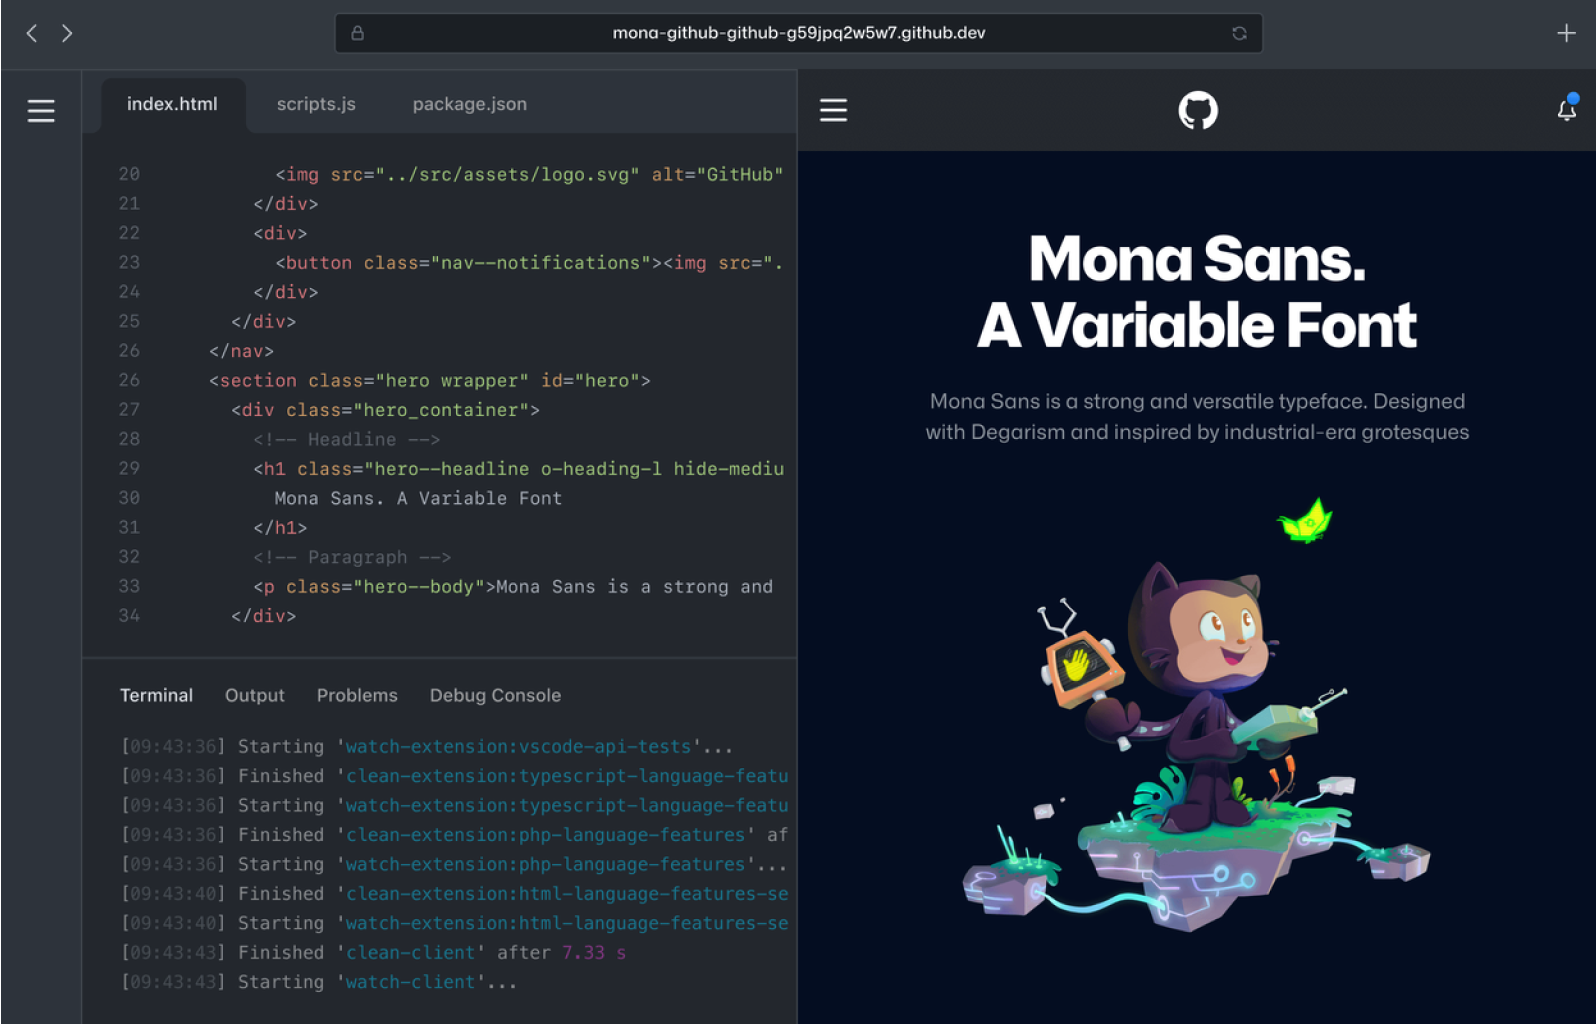 mona-github-github-g59jpq2w5w7.github.dev
index.html scripts.js package.json
20 <img src="../src/assets/logo.svg" alt="GitHub"
21 </div>
22 <div>
23 <button class="nav--notifications"><img src=".
24 </div>
25 </div>
26 </nav>
26 <section class="hero wrapper" id="hero">
27 <div class="hero_container">
28 <!-- Headline -->
29 <h1 class="hero--headline o-heading-l hide-mediu
30 Mona Sans. A Variable Font
31 </h1>
32 <!-- Paragraph -->
33 <p class="hero--body">Mona Sans is a strong and
34 </div>
Terminal Output Problems Debug Console
[09:43:36] Starting 'watch-extension:vscode-api-tests'...
[09:43:36] Finished 'clean-extension:typescript-language-featu
[09:43:36] Starting 'watch-extension:typescript-language-featu
[09:43:36] Finished 'clean-extension:php-language-features' af
[09:43:36] Starting 'watch-extension:php-language-features'...
[09:43:40] Finished 'clean-extension:html-language-features-se
[09:43:40] Starting 'watch-extension:html-language-features-se
[09:43:43] Finished 'clean-client' after 7.33 s
[09:43:43] Starting 'watch-client'...
Mona Sans.
A Variable Font
Mona Sans is a strong and versatile typeface. Designed
with Degarism and inspired by industrial-era grotesques